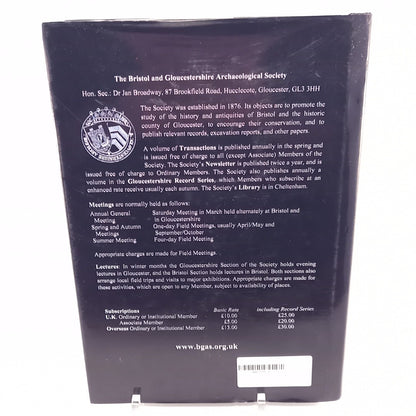 The Bristol and Gloucestershire Archaeological Society
Hon. Sec.: Dr Jan Broadway, 87 Brookfield Road, Hucclecote, Gloucester, GL3 3HH
The Society was established in 1876. Its objects are to promote the
study of the history and antiquities of Bristol and the historic
county of Gloucester, to encourage their conservation, and to
publish relevant records, excavation reports, and other papers.
A volume of Transactions is published annually in the spring and
is issued free of charge to all (except Associate) Members of the
Society. The Society's Newsletter is published twice a year, and is
issued free of charge to Ordinary Members. The Society also publishes annually a
volume in the Gloucestershire Record Series, which Members who subscribe at an
enhanced rate receive usually each autumn. The Society's Library is in Cheltenham.
Meetings are normally held as follows:
Annual General Saturday Meeting in March held alternately at Bristol and
Meeting in Gloucestershire
Spring and Autumn One-day Field Meetings, usually April/May and
Meetings September/October
Summer Meeting Four-day Field Meeting
Appropriate charges are made for Field Meetings.
Lectures: In winter months the Gloucestershire Section of the Society holds evening
lectures in Gloucester, and the Bristol Section holds lectures in Bristol. Both sections also
arrange local field trips and visits to major exhibitions. Appropriate charges are made for
these activities, which are open to any Member, subject to availability of places.
Subscriptions Basic Rate including Record Series
U.K. Ordinary or Institutional Member £10.00 £25.00
Associate Member £5.00 £20.00
Overseas Ordinary or Institutional Member £15.00 £30.00
www.bgas.org.uk